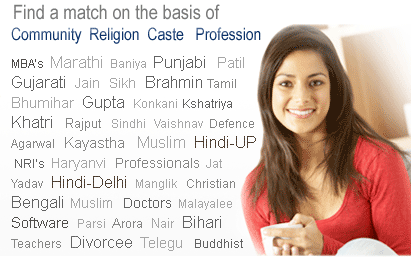 Find a match on the basis of
Community Religion Caste Profession
MBA's Marathi Baniya Punjabi Patil
Gujarati Jain Sikh Brahmin Tamil
Bhumihar Gupta Konkani Kshatriya
Khatri Rajput Sindhi Vaishnav Defence
Agarwal Kayastha Muslim Hindi-UP
NRI's Haryanvi Professionals Jat
Yadav Hindi-Delhi Manglik Christian
Bengali Muslim Doctors Malayalee
Software Parsi Arora Nair Bihari
Teachers Divorcee Telegu Buddhist